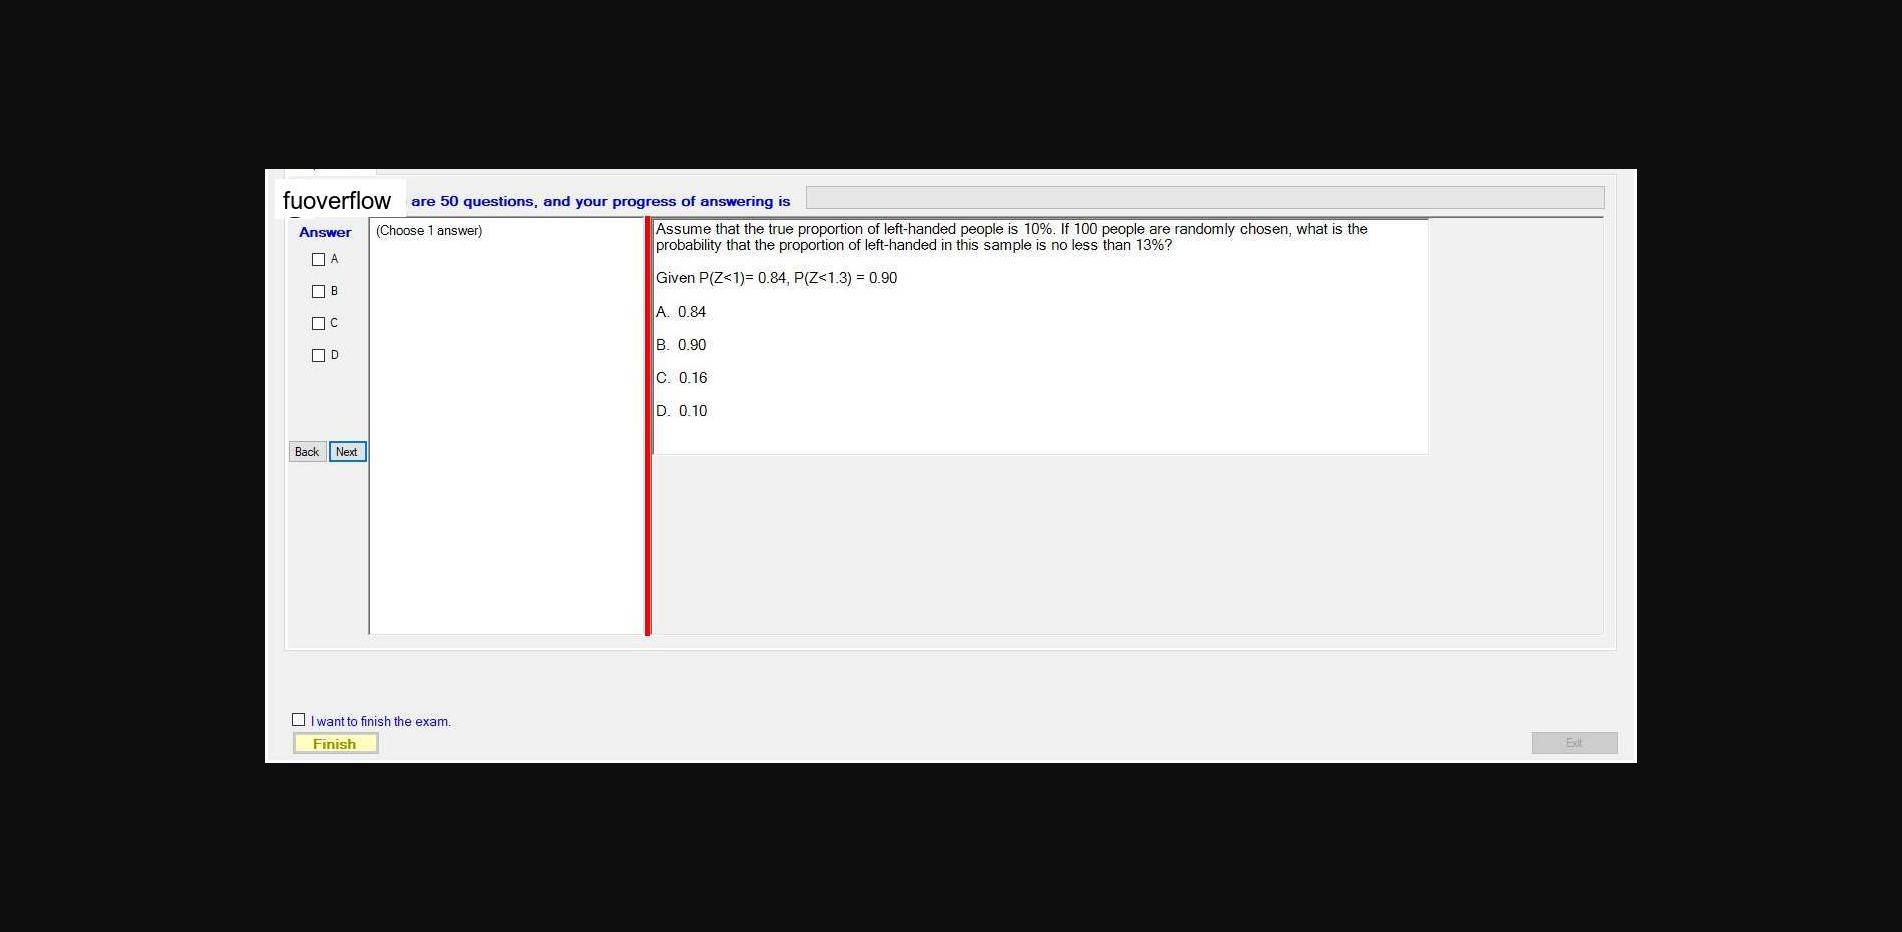 fuoverflow are 50 questions, and your progress of answering is
Answer
A
B
C
D
Back Next
(Choose 1 answer)
Assume that the true proportion of left-handed people is 10%. If 100 people are randomly chosen, what is the
probability that the proportion of left-handed in this sample is no less than 13%?
Given P(Z<1)= 0.84, P(Z<1.3) = 0.90
A. 0.84
B. 0.90
C. 0.16
D. 0.10
I want to finish the exam.
Finish
Exit